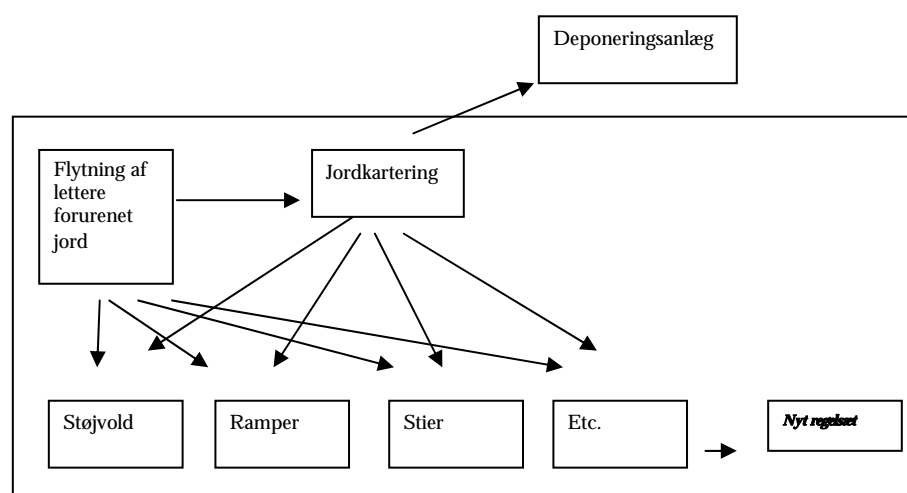 Deponeringsanlæg
Flytning af
lettere
forurenet
jord
Jordkartering
Støjvold
Ramper
Stier
Etc.
Nyt regelsæt